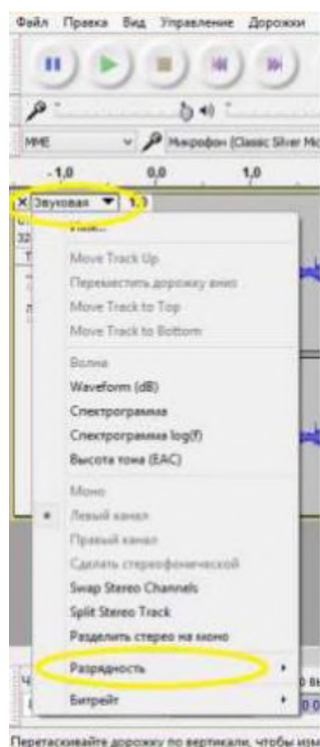 Файл Правка Вид Управление Дорожки
MME Микрофон (Classic Silver Mic
-1,0 0,0 1,0
X Звуковая 1,0
Имя...
Move Track Up
Переместить дорожку вниз
Move Track to Top
Move Track to Bottom
Волна
Waveform (dB)
Спектрограмма
Спектрограмма log(f)
Высота тона (EAC)
Моно
Левый канал
Правый канал
Сделать стереофонической
Swap Stereo Channels
Split Stereo Track
Разделить стерео на моно
Разрядность
Битрейт
Перетаскивайте дорожку по вертикали, чтобы изм